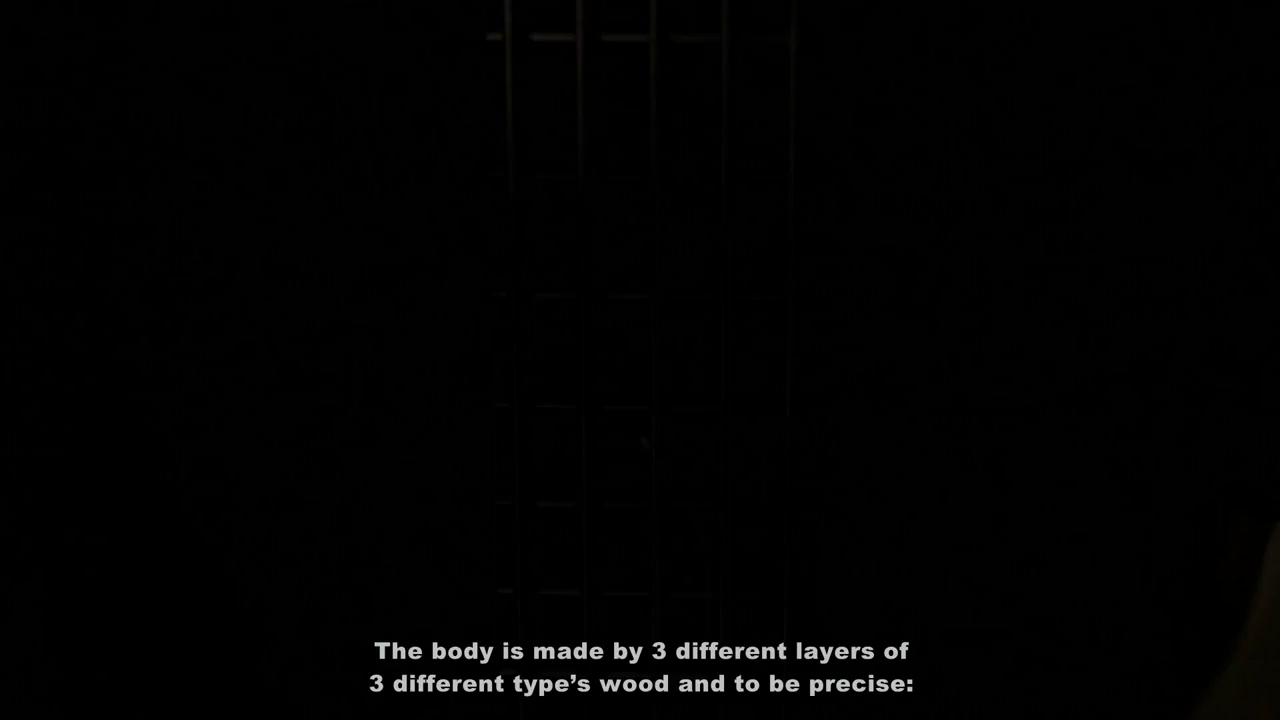 The body is made by 3 different layers of
3 different type’s wood and to be precise: